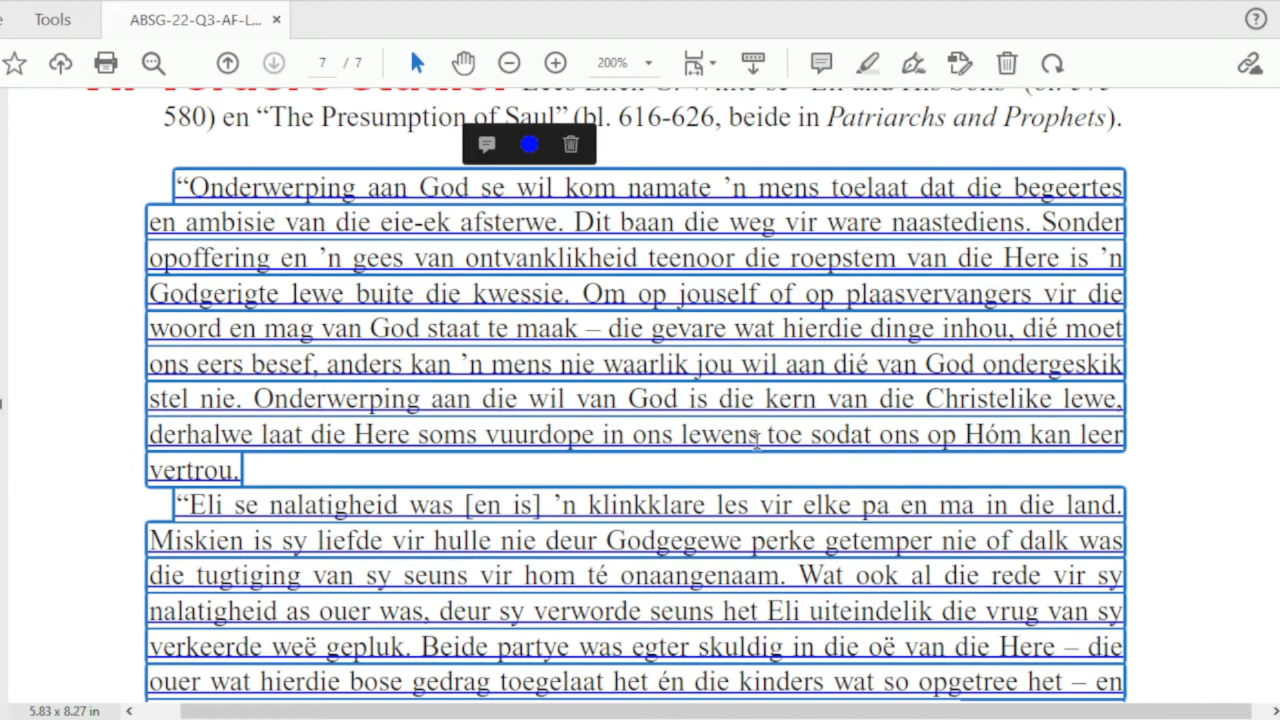 Tools
ABSG-22-Q3-AF-L...
7 / 7
200%
580) en “The Presumption of Saul” (bl. 616-626, beide in Patriarchs and Prophets).
“Onderwerping aan God se wil kom namate ’n mens toelaat dat die begeertes
en ambisie van die eie-ek afsterwe. Dit baan die weg vir ware naastediens. Sonder
opoffering en ’n gees van ontvanklikheid teenoor die roepstem van die Here is ’n
Godgerigte lewe buite die kwessie. Om op jouself of op plaasvervangers vir die
woord en mag van God staat te maak – die gevare wat hierdie dinge inhou, dié moet
ons eers besef, anders kan ’n mens nie waarlik jou wil aan dié van God ondergeskik
stel nie. Onderwerping aan die wil van God is die kern van die Christelike lewe,
derhalwe laat die Here soms vuurdope in ons lewens toe sodat ons op Hóm kan leer
vertrou.
“Eli se nalatigheid was [en is] ’n klinkklare les vir elke pa en ma in die land.
Miskien is sy liefde vir hulle nie deur Godgegewe perke getemper nie of dalk was
die tugtiging van sy seuns vir hom té onaangenaam. Wat ook al die rede vir sy
nalatigheid as ouer was, deur sy verworde seuns het Eli uiteindelik die vrug van sy
verkeerde weë gepluk. Beide partye was egter skuldig in die oë van die Here – die
ouer wat hierdie bose gedrag toegelaat het én die kinders wat so opgetree het – en
5.83 x 8.27 in